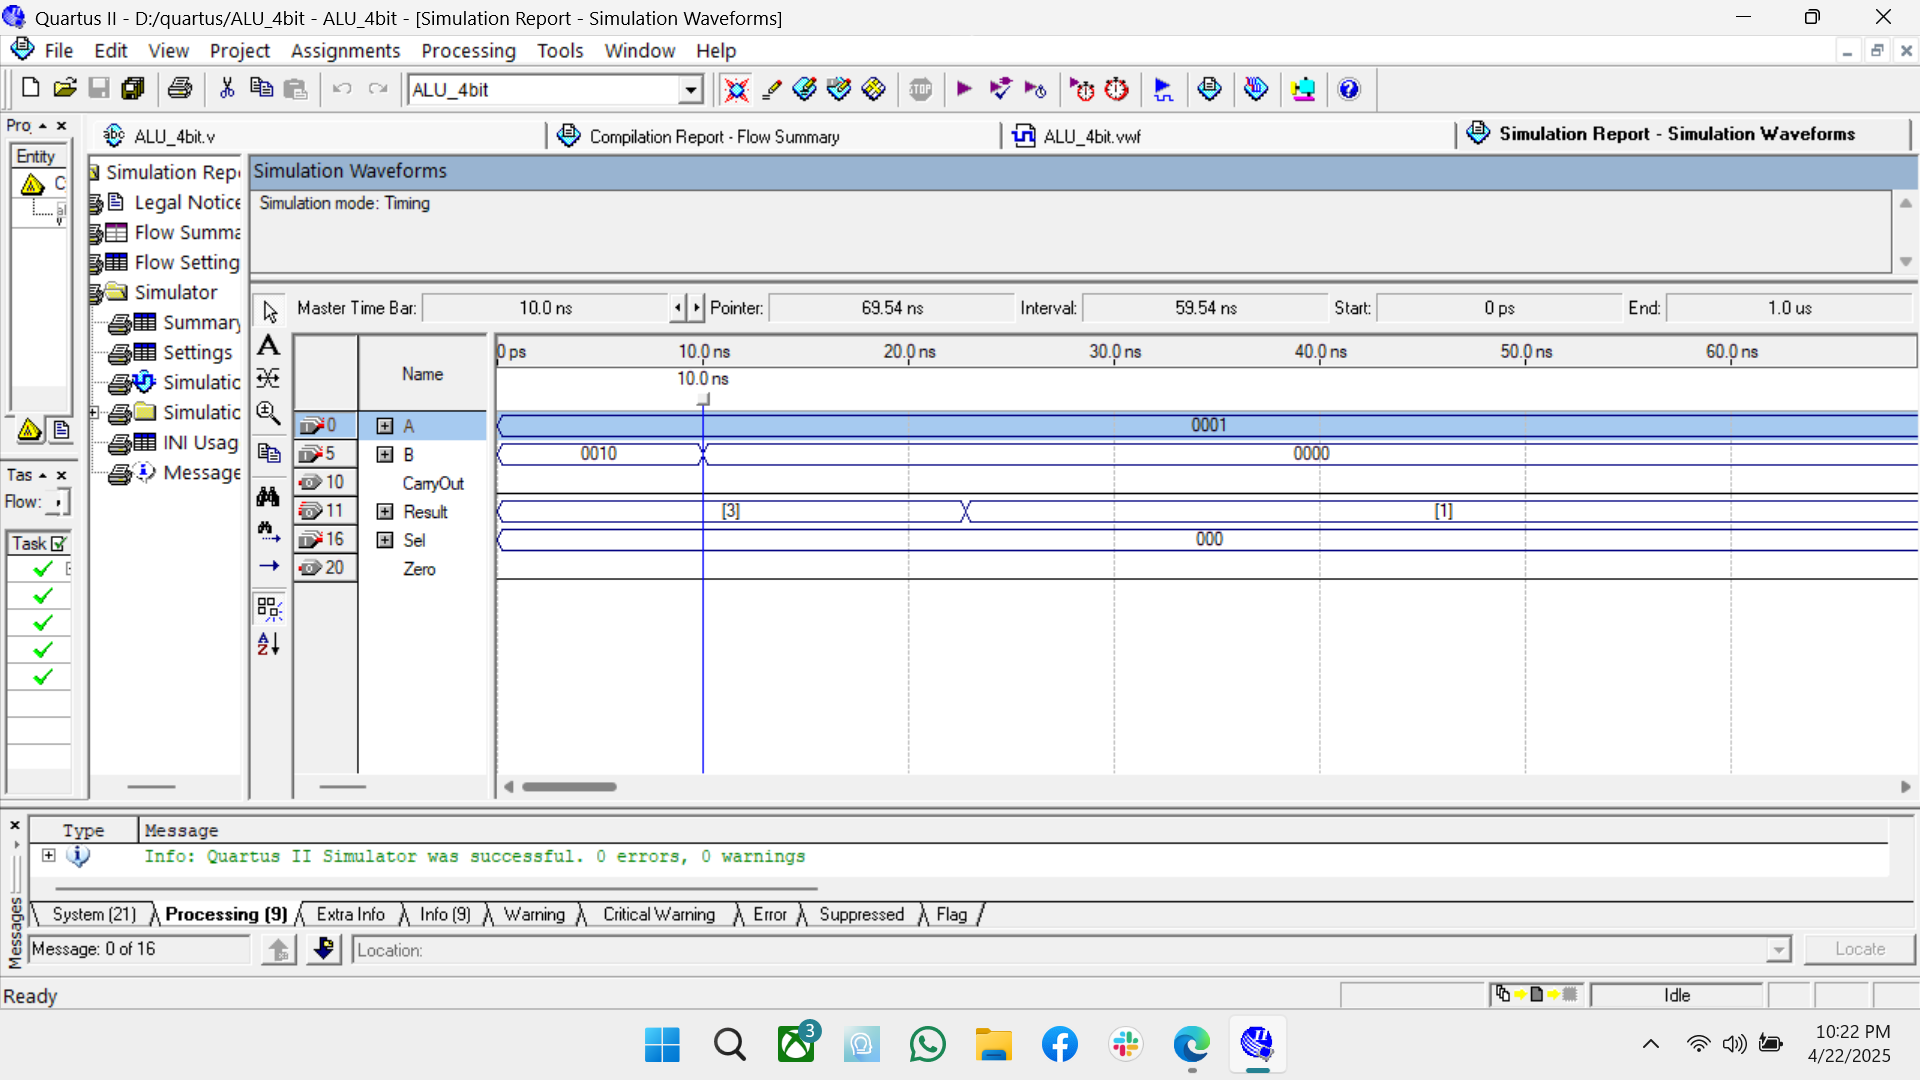 Quartus II - D:/quartus/ALU_4bit - ALU_4bit - [Simulation Report - Simulation Waveforms]
File Edit View Project Assignments Processing Tools Window Help
ALU_4bit
STOP
Pro
abc ALU_4bit.v
Compilation Report - Flow Summary
ALU_4bit.vwf
Simulation Report - Simulation Waveforms
Entity
Simulation Rep
Legal Notice
Flow Summa
Flow Setting
Simulator
Summary
Settings
Simulatic
Simulatic
INI Usag
Message
Simulation Waveforms
Simulation mode: Timing
Master Time Bar: 10.0 ns Pointer: 69.54 ns Interval: 59.54 ns Start: 0 ps End: 1.0 us
Name
0 ps 10.0 ns 20.0 ns 30.0 ns 40.0 ns 50.0 ns 60.0 ns
10.0 ns
0 A 0001
5 B 0010 0000
10 CarryOut
11 Result [3] [1]
16 Sel 000
20 Zero
Tas
Flow:
Task
Type Message
Info: Quartus II Simulator was successful. 0 errors, 0 warnings
System (21) Processing (9) Extra Info Info (9) Warning Critical Warning Error Suppressed Flag
Messages
Message: 0 of 16 Location: Locate
Ready Idle
3
10:22 PM
4/22/2025